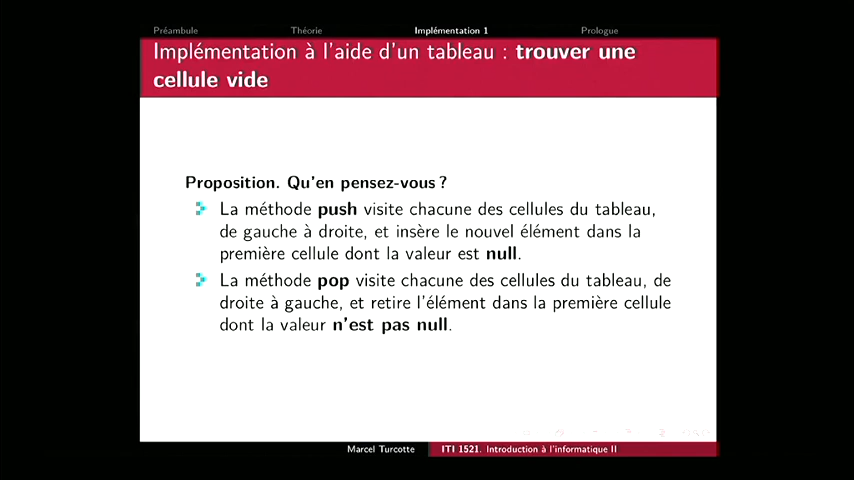 Préambule Théorie Implémentation 1 Prologue
Implémentation à l'aide d'un tableau : trouver une
cellule vide
Proposition. Qu'en pensez-vous ?
La méthode push visite chacune des cellules du tableau,
de gauche à droite, et insère le nouvel élément dans la
première cellule dont la valeur est null.
La méthode pop visite chacune des cellules du tableau, de
droite à gauche, et retire l'élément dans la première cellule
dont la valeur n'est pas null.
Marcel Turcotte ITI 1521. Introduction à l'informatique II